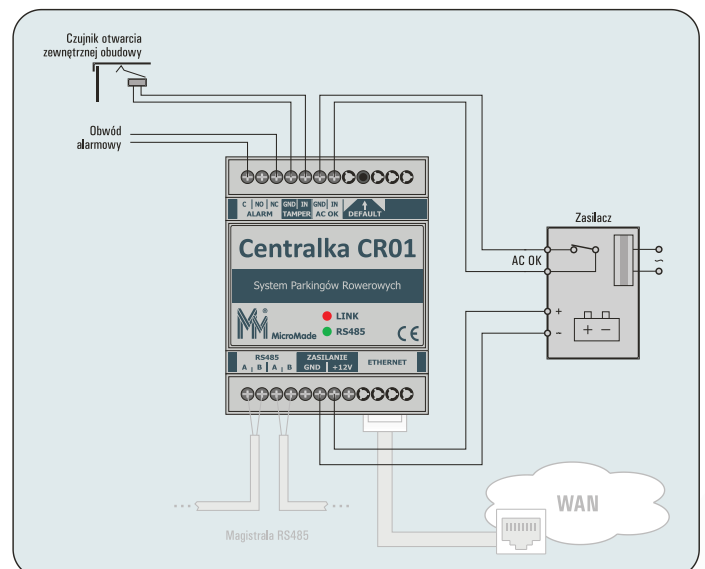 Czujnik otwarcia
zewnętrznej obudowy
Obwód
alarmowy
C NO NC GND IN GND IN
ALARM TAMPER AC OK DEFAULT
Centralka CR01
System Parkingów Rowerowych
LINK
RS485
MicroMade
CE
RS485 ZASILANIE ETHERNET
A B A B GND +12V
Zasilacz
AC OK
~
+
−
+ −
Magistrala RS485
WAN